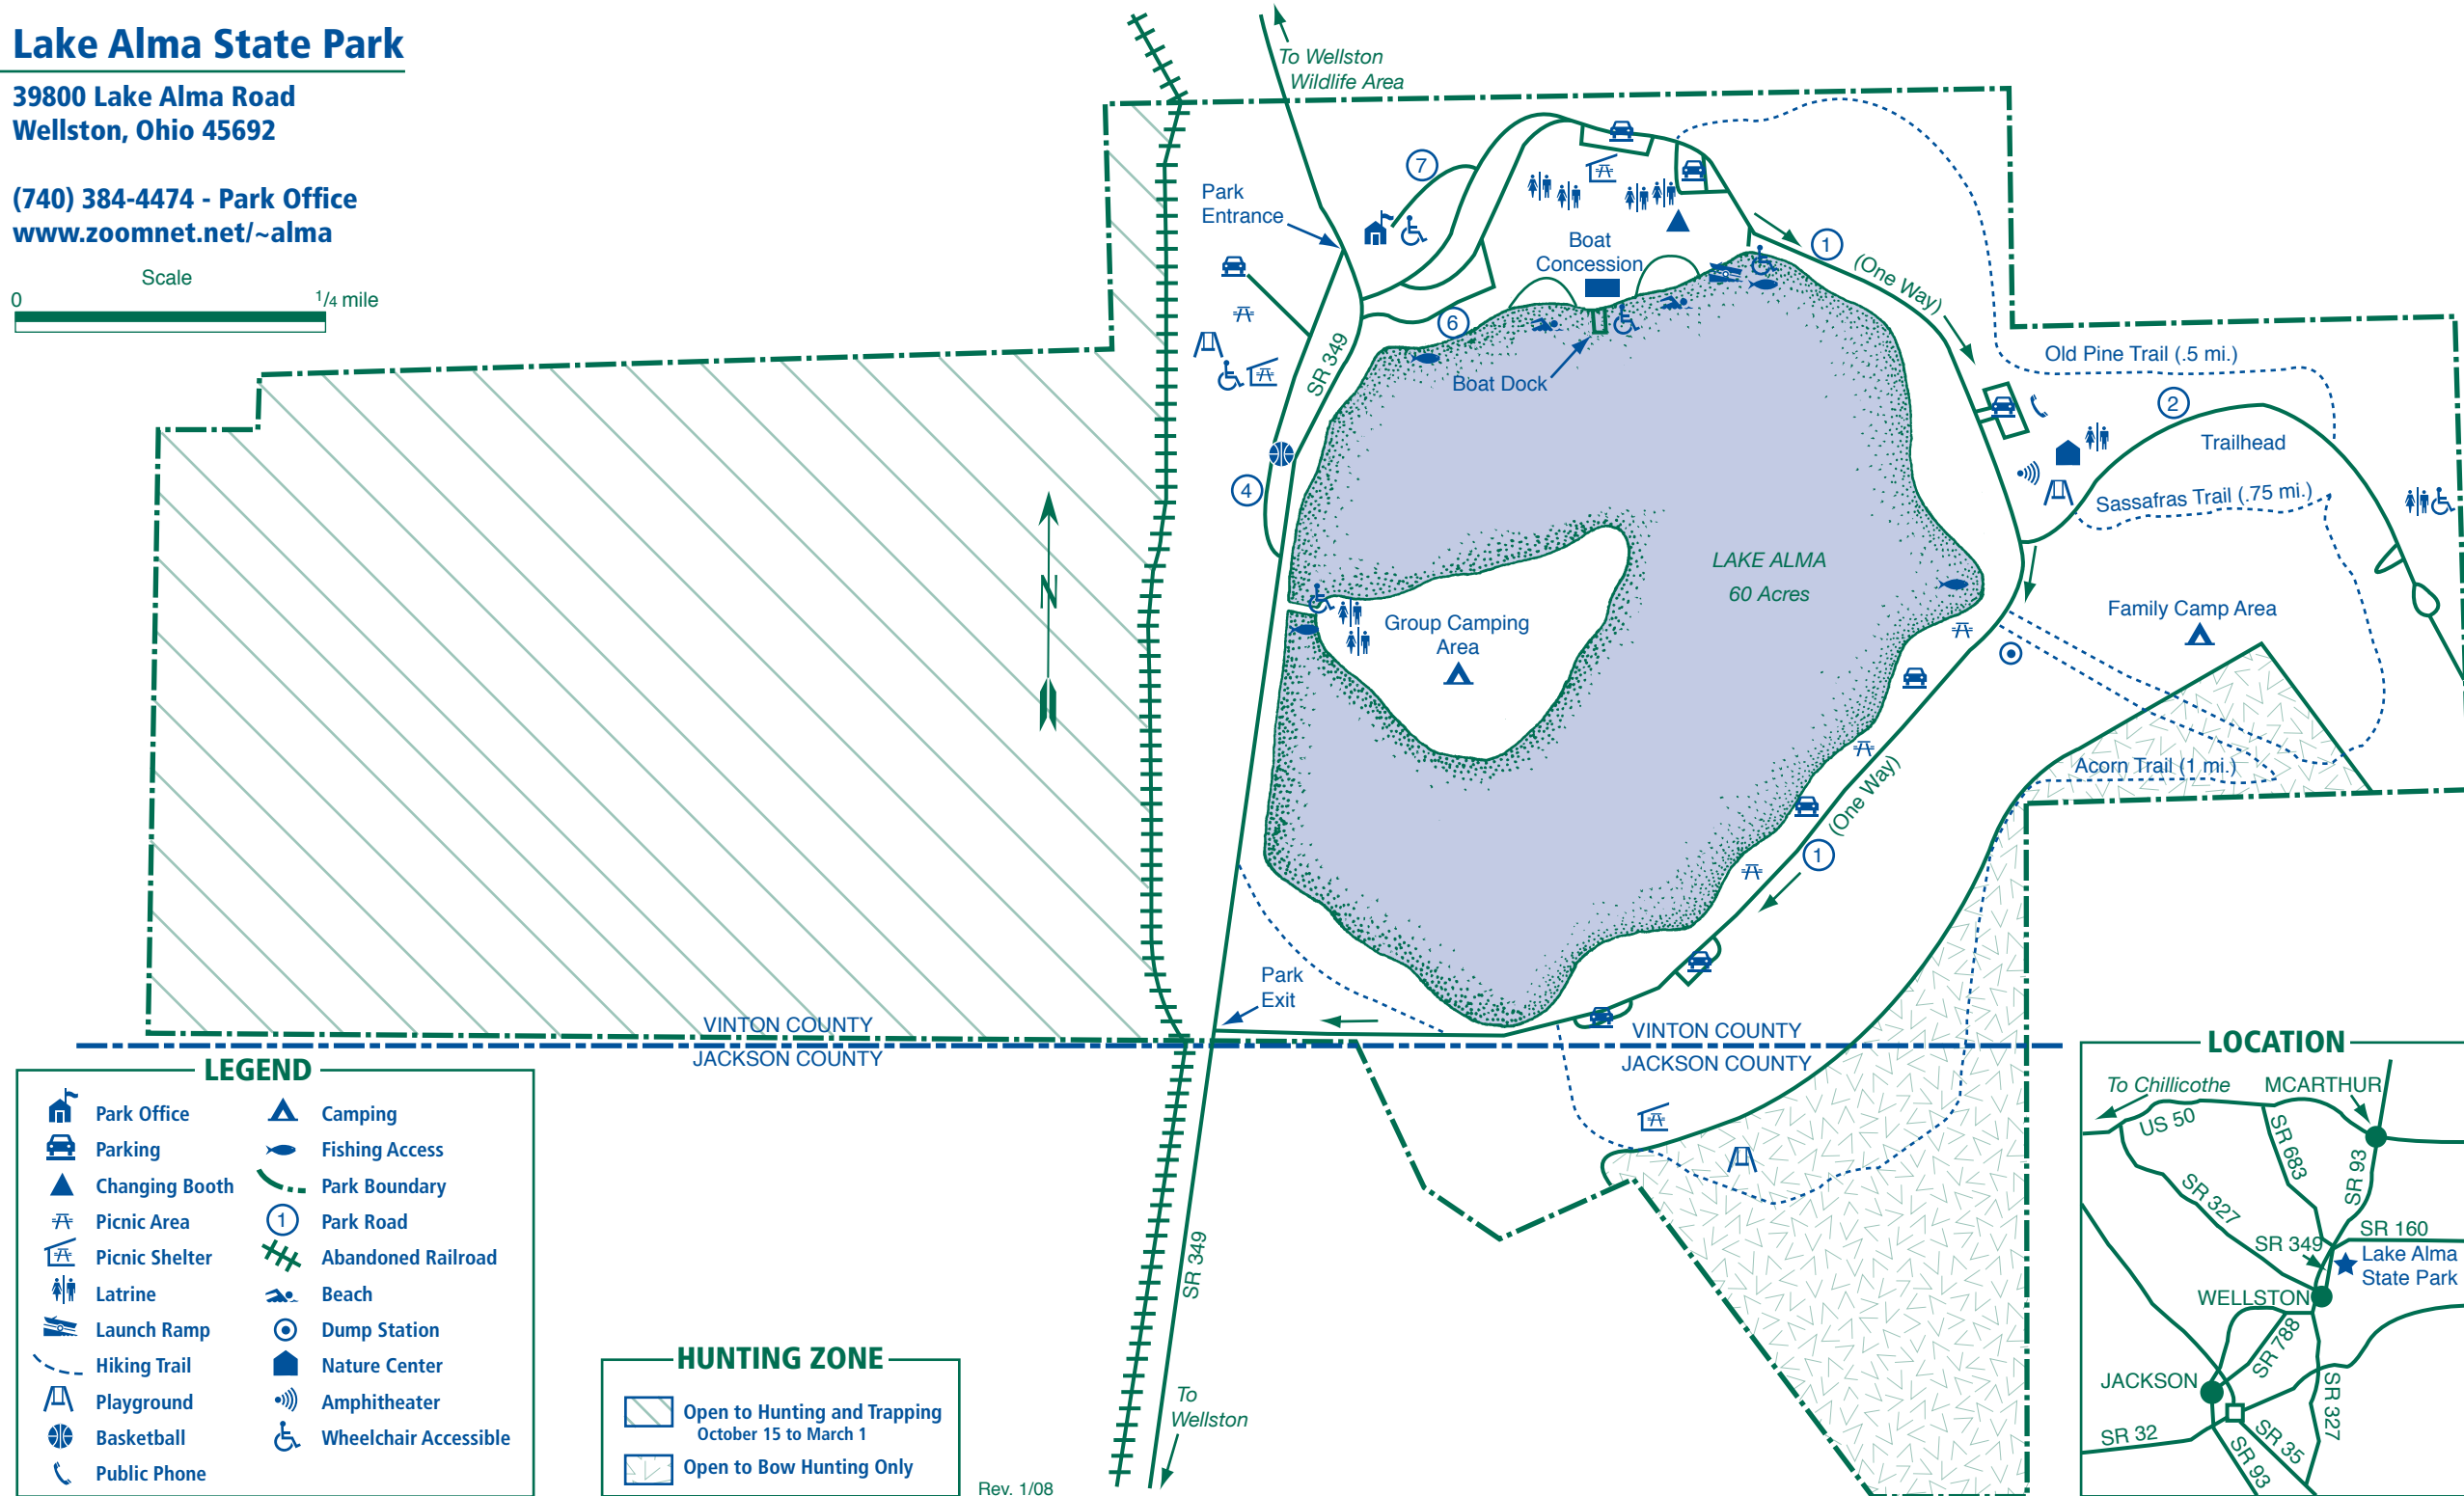 Lake Alma State Park
39800 Lake Alma Road
Wellston, Ohio 45692
(740) 384-4474 - Park Office
www.zoomnet.net/~alma
Scale
0
1/4 mile
To Wellston
Wildlife Area
Park
Entrance
7
Boat
Concession
1
(One Way)
6
SR 349
Boat Dock
4
Old Pine Trail (.5 mi.)
2
Trailhead
Sassafras Trail (.75 mi.)
N
LAKE ALMA
60 Acres
Group Camping
Area
Family Camp Area
Acorn Trail (1 mi.)
(One Way)
1
Park
Exit
VINTON COUNTY
JACKSON COUNTY
VINTON COUNTY
JACKSON COUNTY
SR 349
To
Wellston
LEGEND
Park Office
Parking
Changing Booth
Picnic Area
Picnic Shelter
Latrine
Launch Ramp
Hiking Trail
Playground
Basketball
Public Phone
Camping
Fishing Access
Park Boundary
1
Park Road
Abandoned Railroad
Beach
Dump Station
Nature Center
Amphitheater
Wheelchair Accessible
HUNTING ZONE
Open to Hunting and Trapping
October 15 to March 1
Open to Bow Hunting Only
Rev. 1/08
LOCATION
To Chillicothe
MCARTHUR
US 50
SR 683
SR 93
SR 327
SR 160
SR 349
Lake Alma
State Park
WELLSTON
SR 788
JACKSON
SR 327
SR 32
SR 35
SR 93